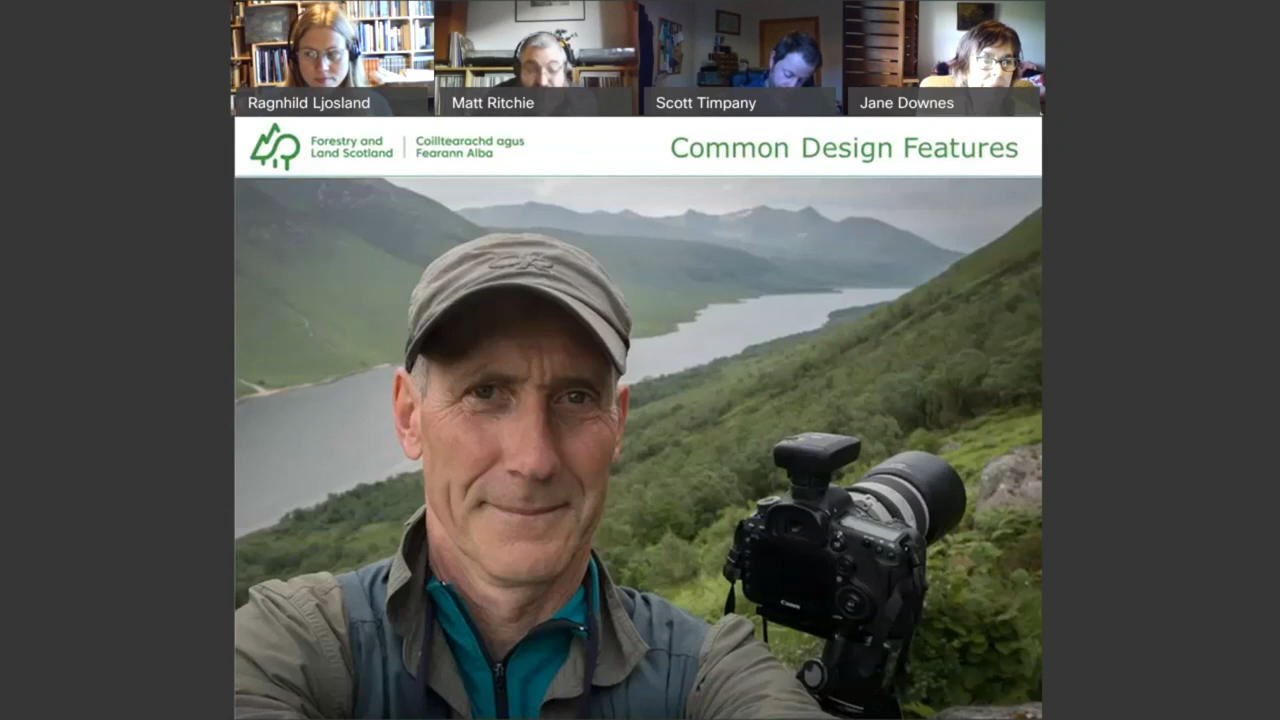 Ragnhild Ljosland
Matt Ritchie
Scott Timpany
Jane Downes
Forestry and
Land Scotland
Coilltearachd agus
Fearann Alba
Common Design Features
Canon